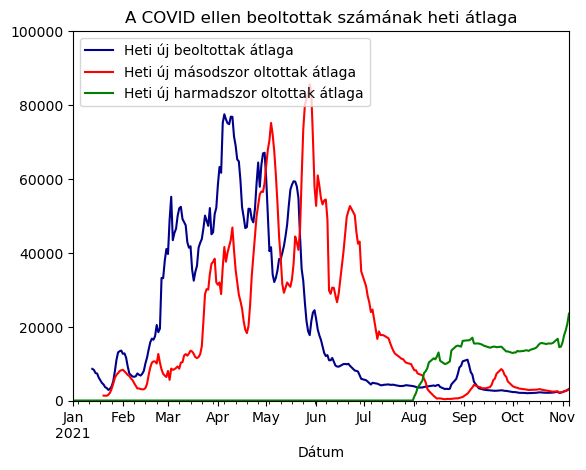 A COVID ellen beoltottak számának heti átlaga
Heti új beoltottak átlaga
Heti új másodszor oltottak átlaga
Heti új harmadszor oltottak átlaga
100000
80000
60000
40000
20000
0
Jan Feb Mar Apr May Jun Jul Aug Sep Oct Nov
2021
Dátum